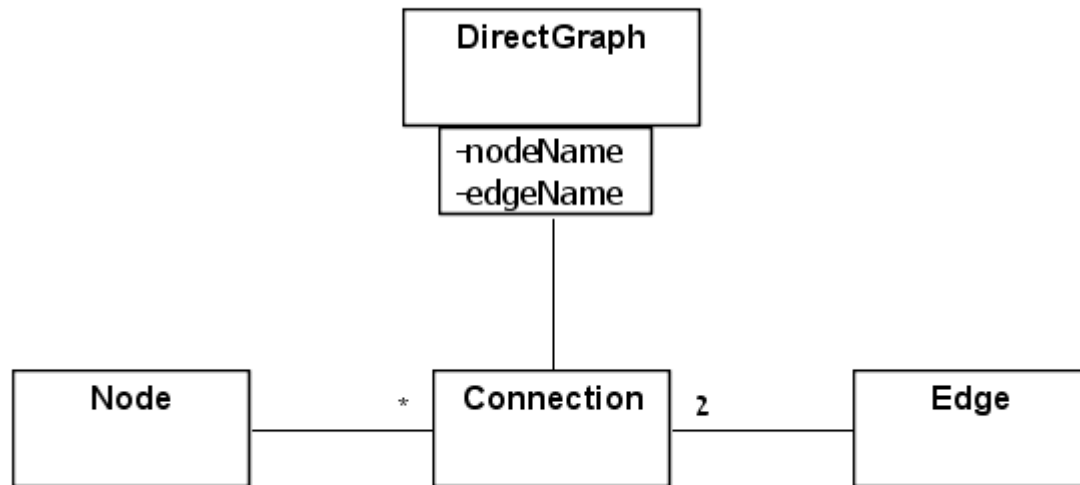 DirectGraph
-nodeName
-edgeName
Node
*
Connection
2
Edge